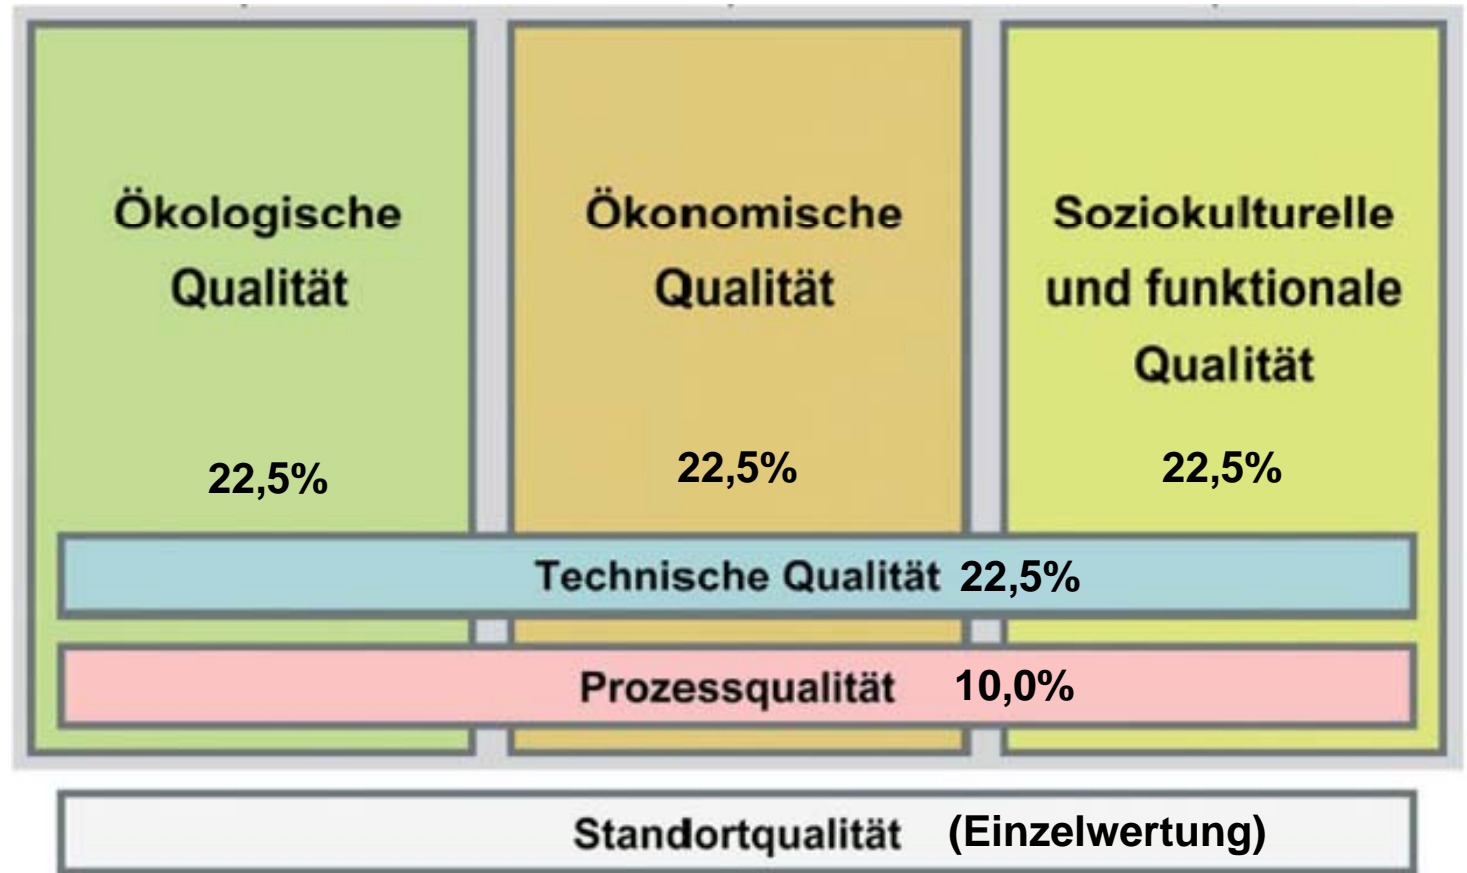 Ökologische
Qualität
22,5%
Ökonomische
Qualität
22,5%
Soziokulturelle
und funktionale
Qualität
22,5%
Technische Qualität 22,5%
Prozessqualität 10,0%
Standortqualität (Einzelwertung)